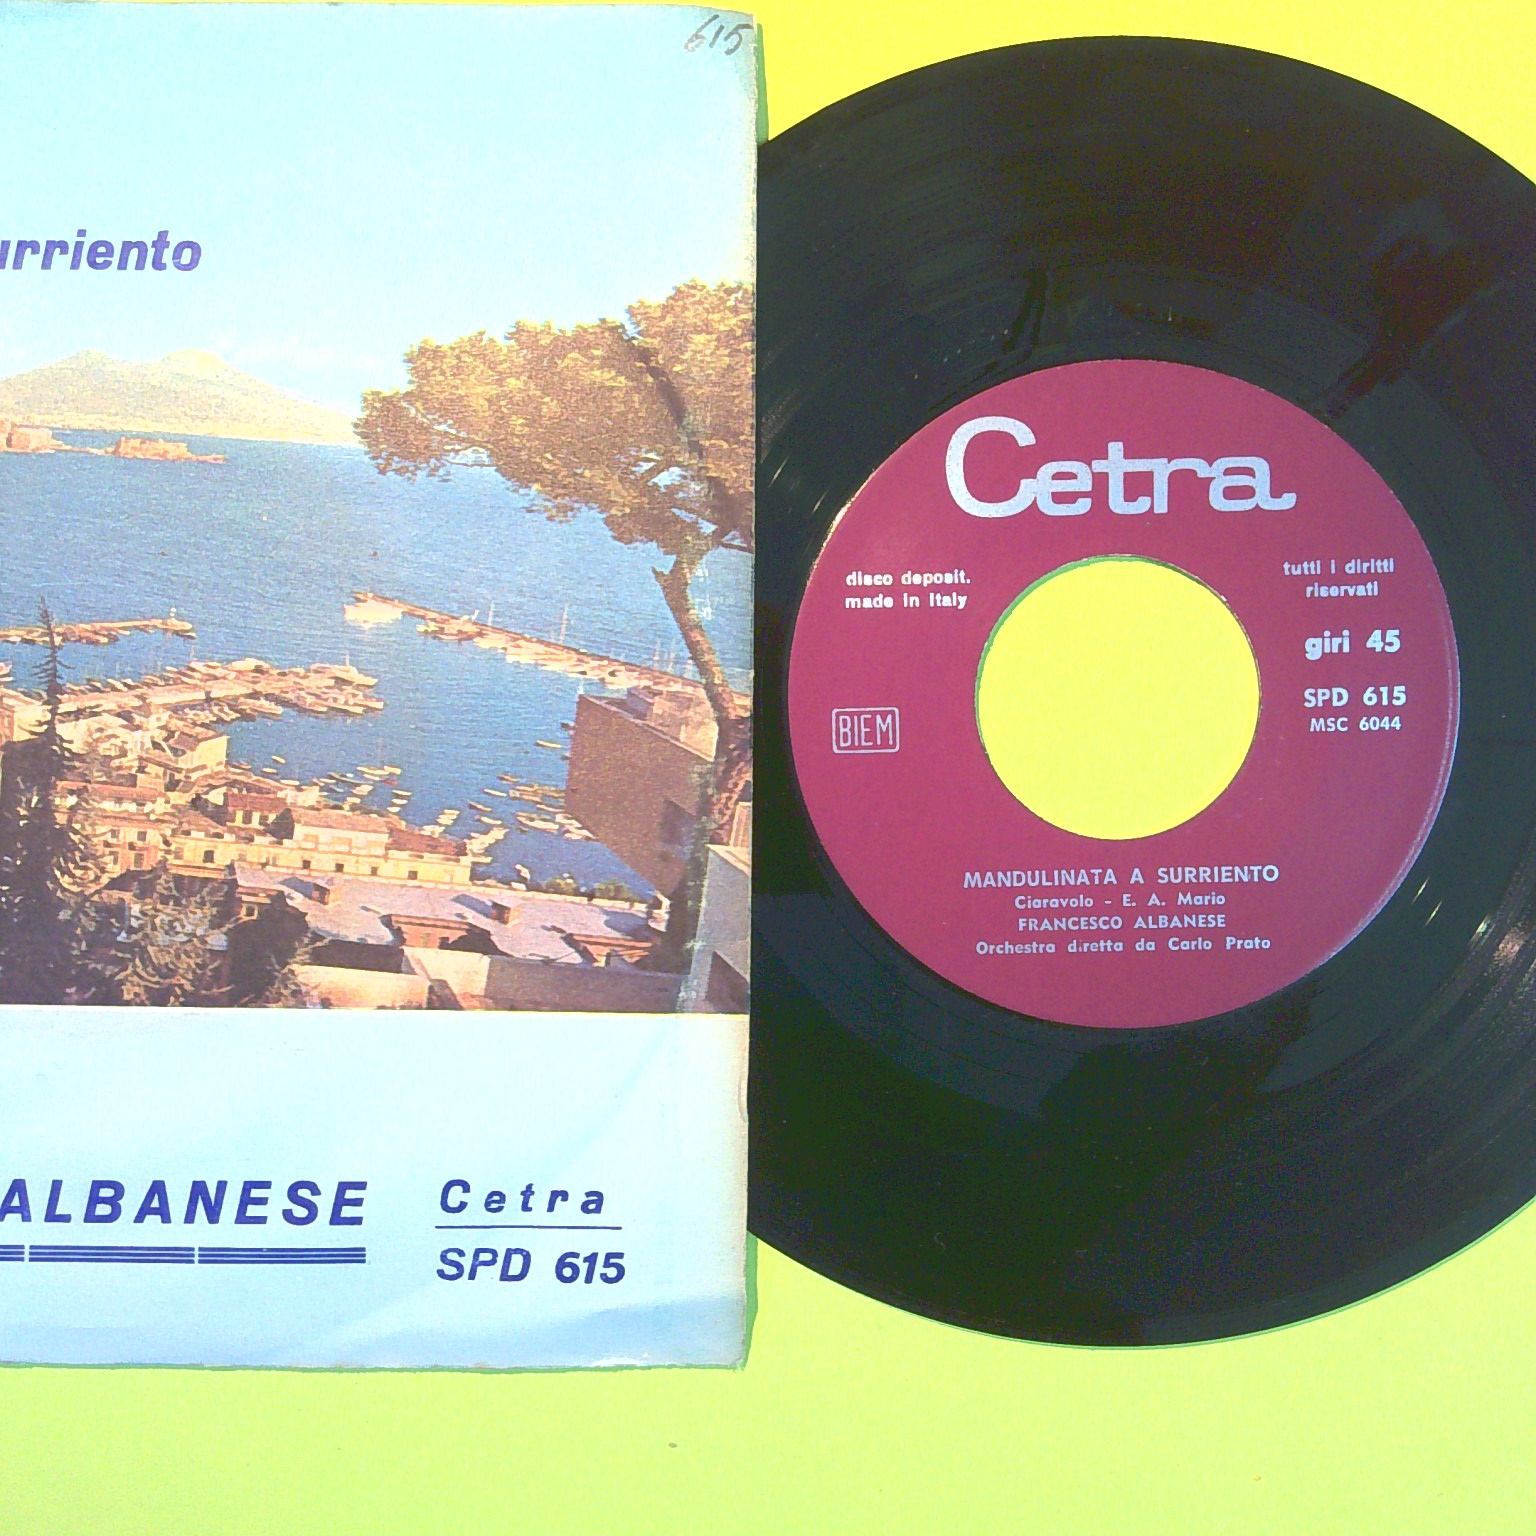 615
urriento
ALBANESE
Cetra
SPD 615
Cetra
disco deposit.
made in Italy
tutti i diritti
riservati
giri 45
SPD 615
MSC 6044
BIEM
MANDULINATA A SURRIENTO
Ciaravolo - E. A. Mario
FRANCESCO ALBANESE
Orchestra diretta da Carlo Prato